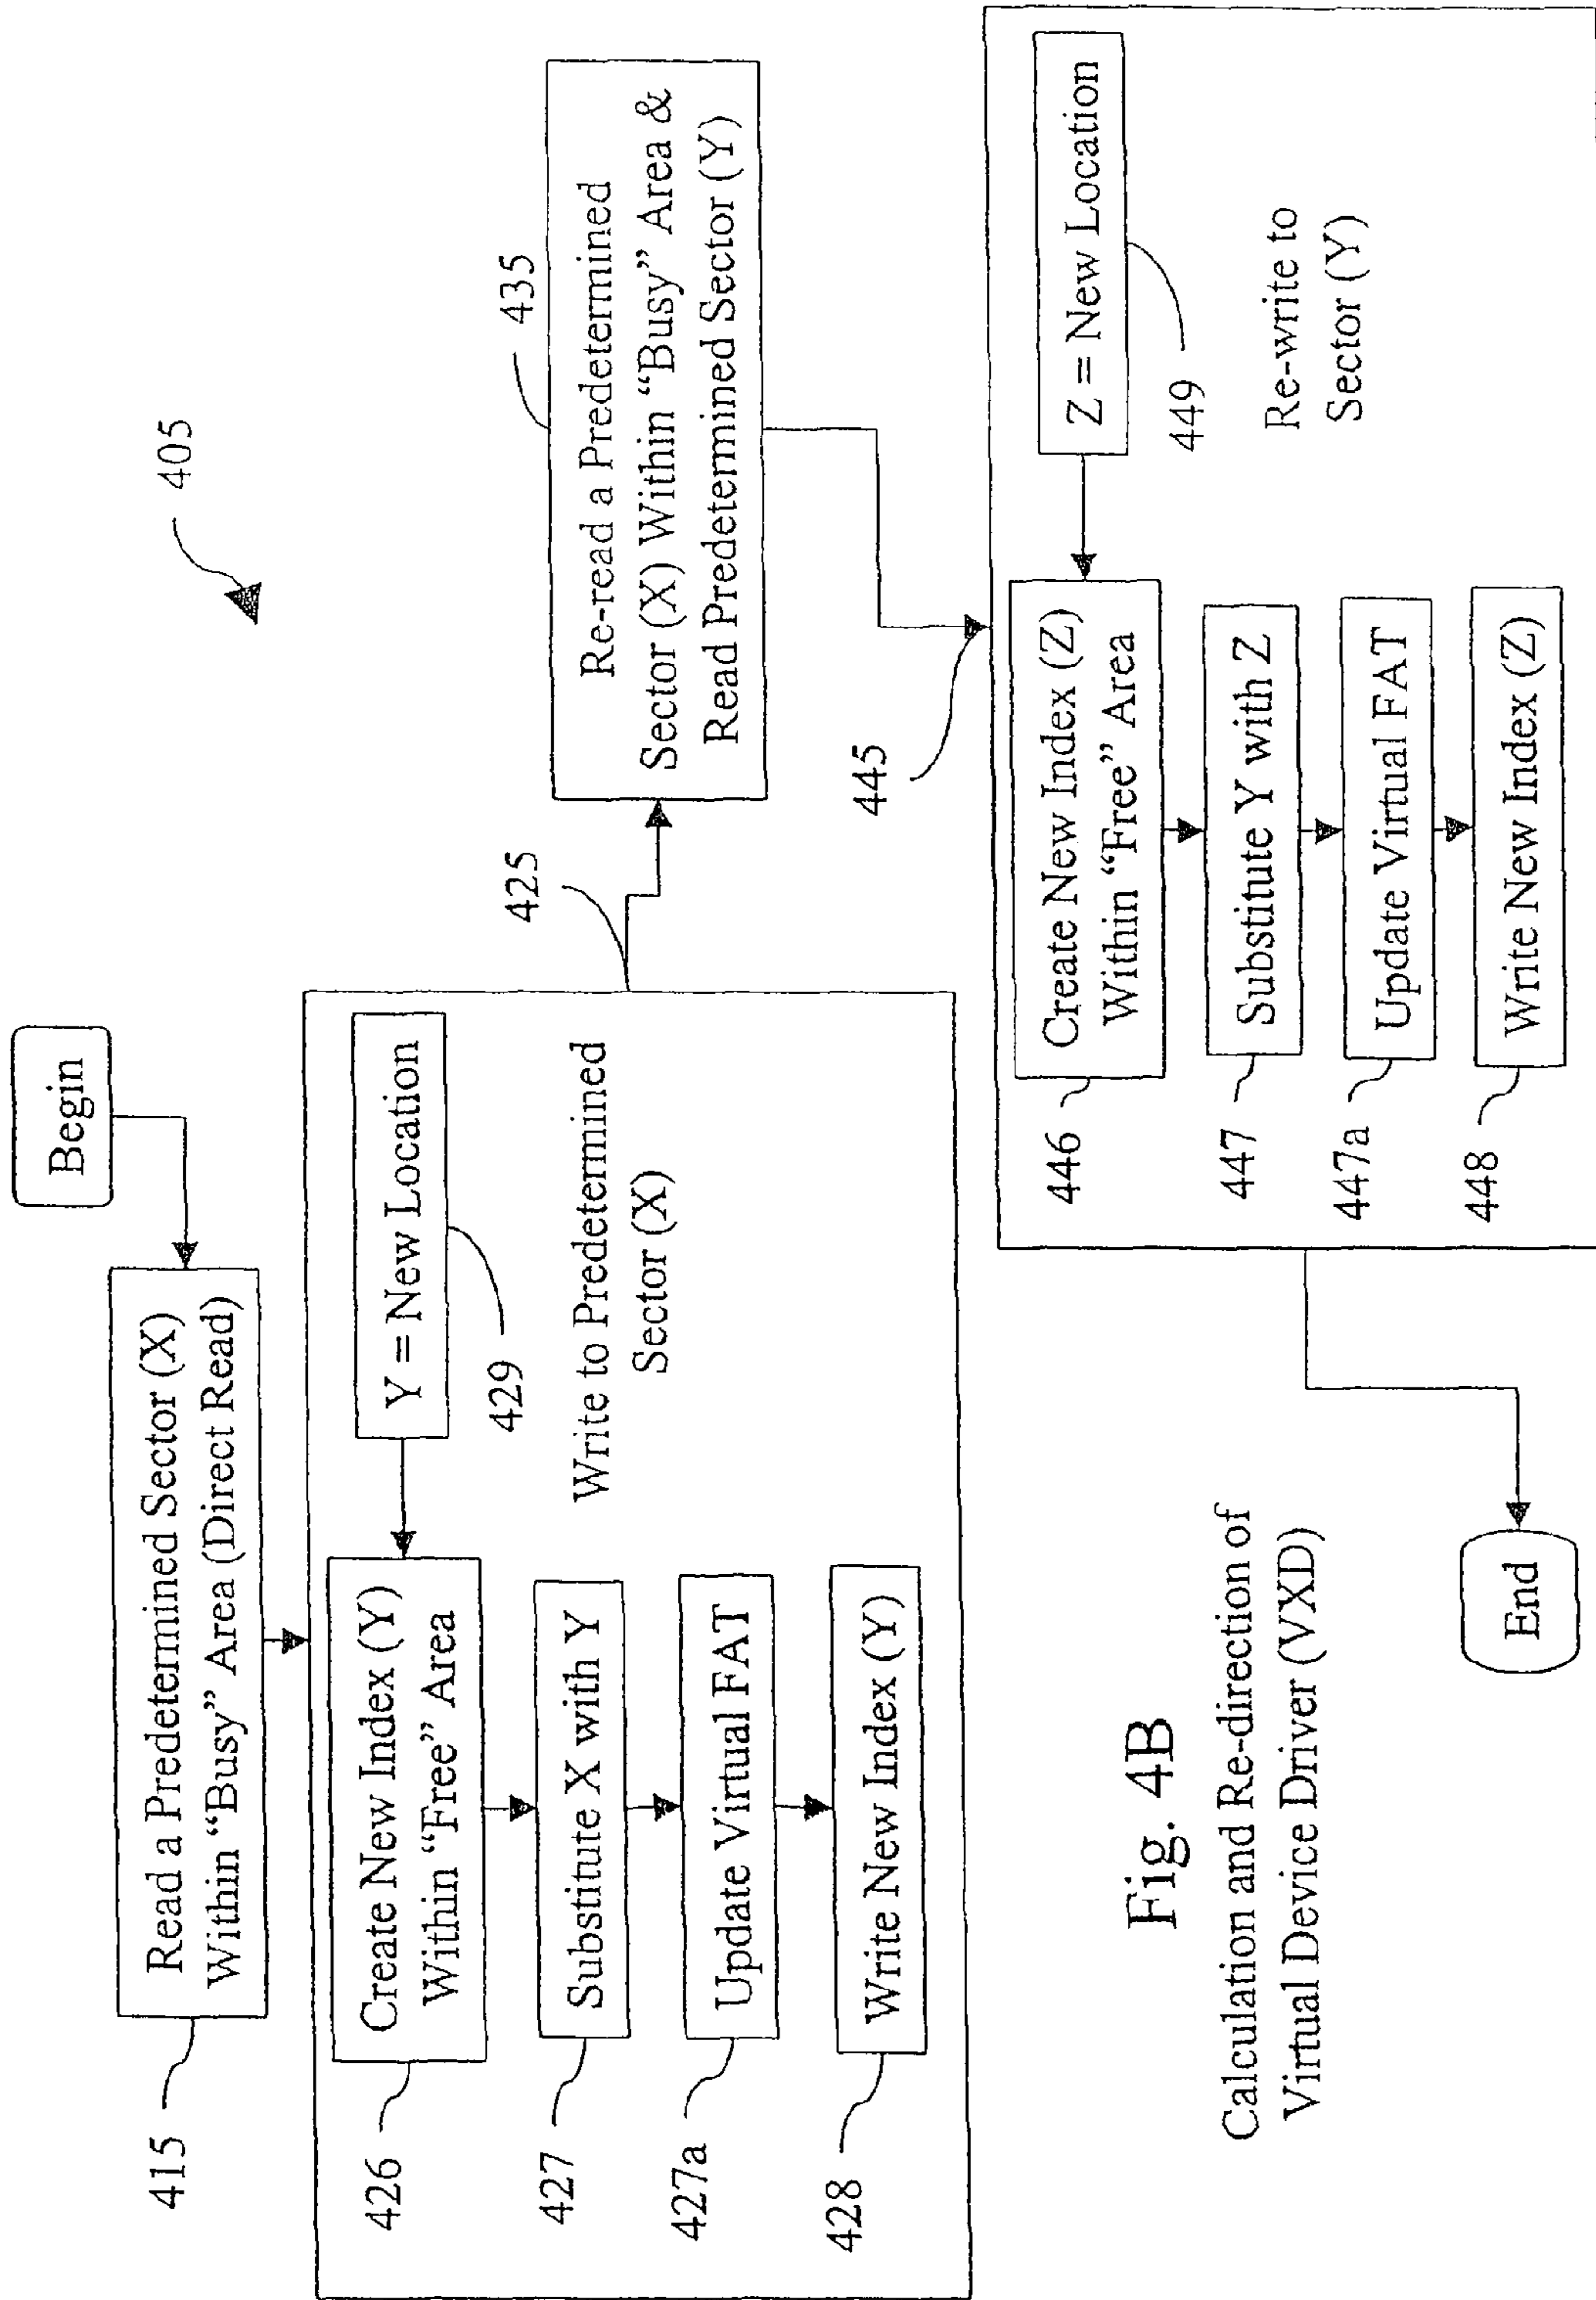 405
Begin
415
Read a Predetermined Sector (X)
Within “Busy” Area (Direct Read)
425
426
Create New Index (Y)
Within “Free” Area
Y = New Location
429
427
Substitute X with Y
427a
Update Virtual FAT
428
Write New Index (Y)
Write to Predetermined
Sector (X)
435
Re-read a Predetermined
Sector (X) Within “Busy” Area &
Read Predetermined Sector (Y)
445
446
Create New Index (Z)
Within “Free” Area
Z = New Location
449
447
Substitute Y with Z
447a
Update Virtual FAT
448
Write New Index (Z)
Re-write to
Sector (Y)
End
Fig. 4B
Calculation and Re-direction of
Virtual Device Driver (VXD)